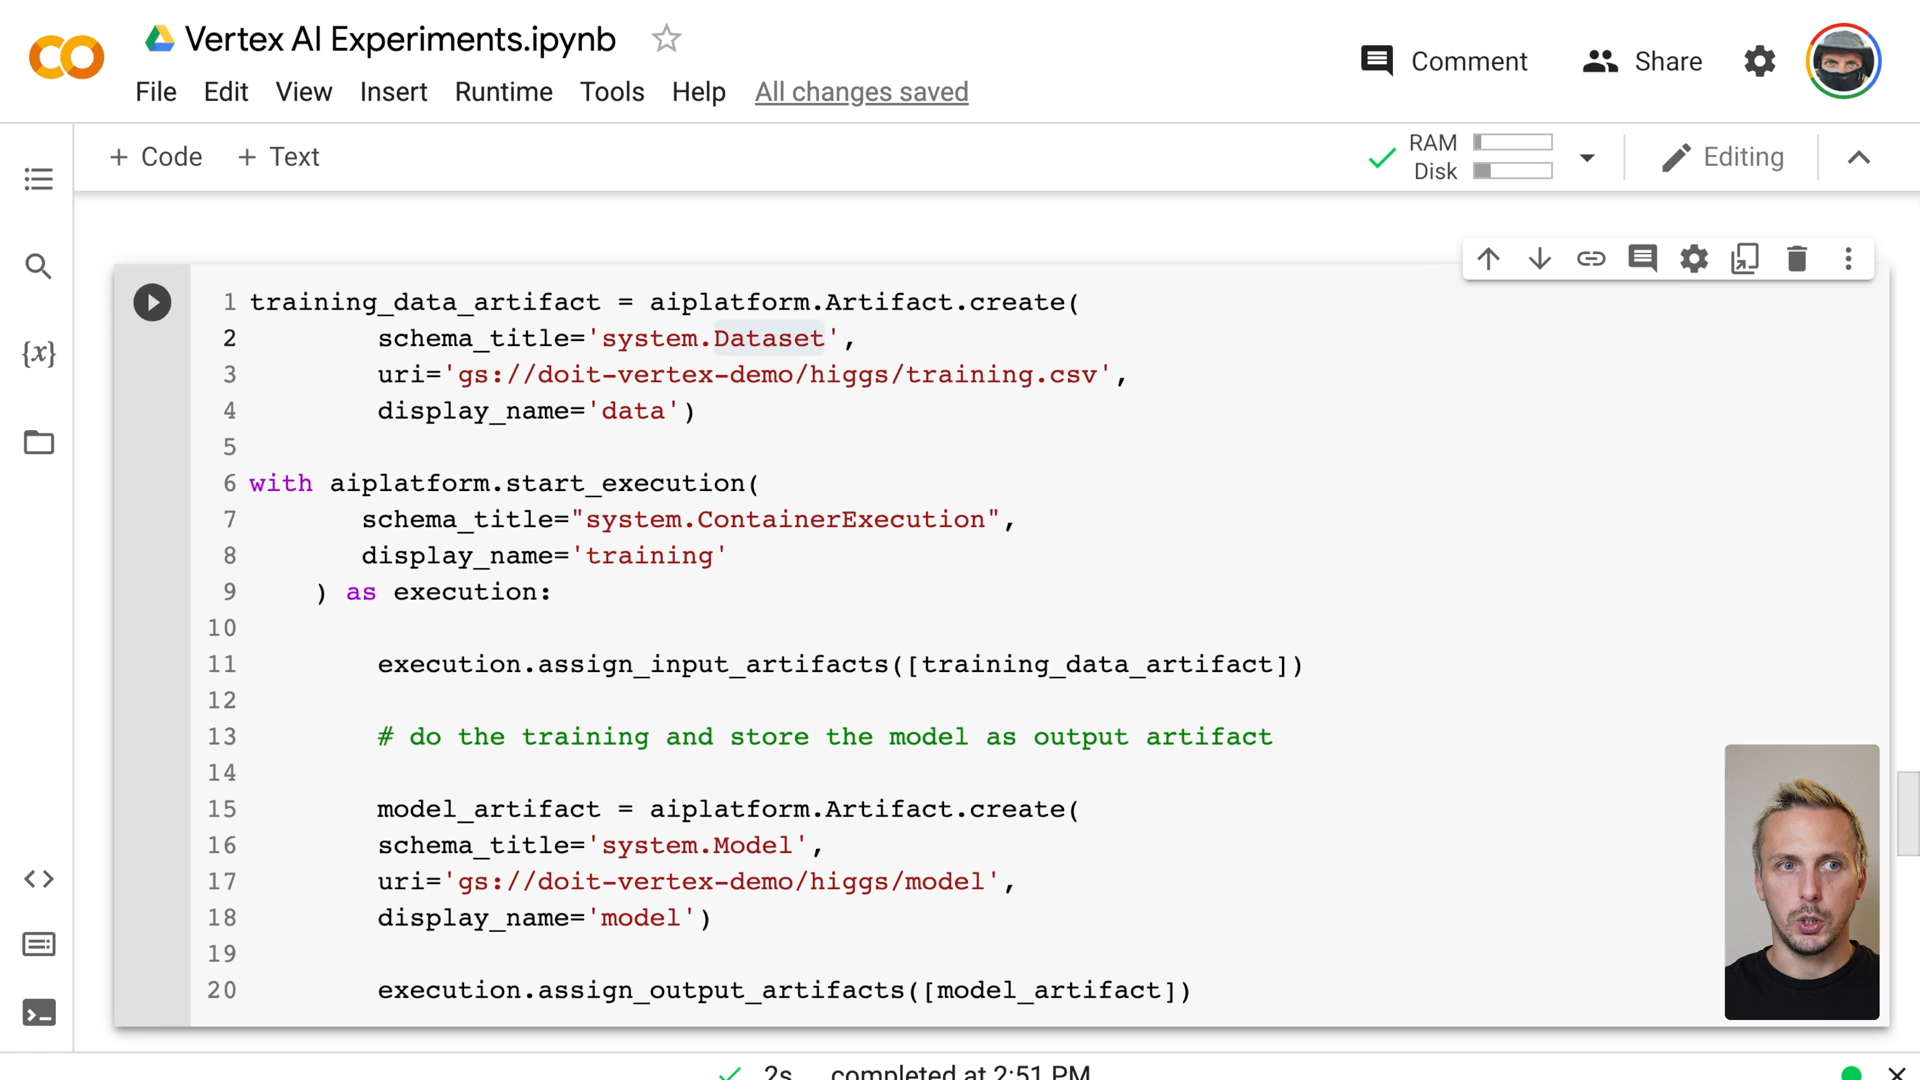 Vertex AI Experiments.ipynb
File Edit View Insert Runtime Tools Help All changes saved
Comment
Share
+ Code + Text
RAM
Disk
Editing
{x}
1 training_data_artifact = aiplatform.Artifact.create(
2 schema_title='system.Dataset',
3 uri='gs://doit-vertex-demo/higgs/training.csv',
4 display_name='data')
5
6 with aiplatform.start_execution(
7 schema_title="system.ContainerExecution",
8 display_name='training'
9 ) as execution:
10
11 execution.assign_input_artifacts([training_data_artifact])
12
13 # do the training and store the model as output artifact
14
15 model_artifact = aiplatform.Artifact.create(
16 schema_title='system.Model',
17 uri='gs://doit-vertex-demo/higgs/model',
18 display_name='model')
19
20 execution.assign_output_artifacts([model_artifact])
2s completed at 2:51 PM